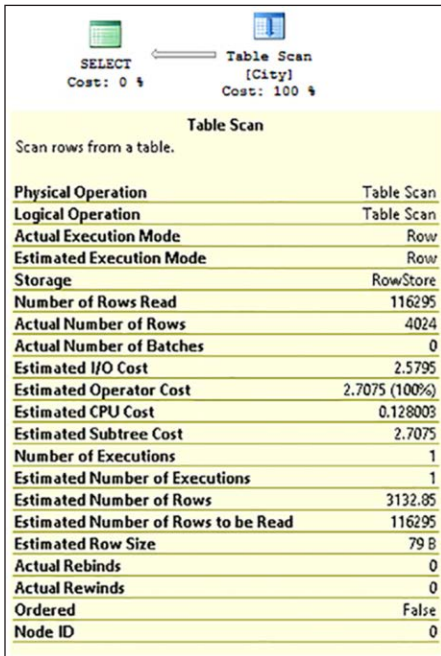 SELECT
Cost: 0 %
Table Scan
[City]
Cost: 100 %
Table Scan
Scan rows from a table.
Physical Operation Table Scan
Logical Operation Table Scan
Actual Execution Mode Row
Estimated Execution Mode Row
Storage RowStore
Number of Rows Read 116295
Actual Number of Rows 4024
Actual Number of Batches 0
Estimated I/O Cost 2.5795
Estimated Operator Cost 2.7075 (100%)
Estimated CPU Cost 0.128003
Estimated Subtree Cost 2.7075
Number of Executions 1
Estimated Number of Executions 1
Estimated Number of Rows 3132.85
Estimated Number of Rows to be Read 116295
Estimated Row Size 79 B
Actual Rebinds 0
Actual Rewinds 0
Ordered False
Node ID 0